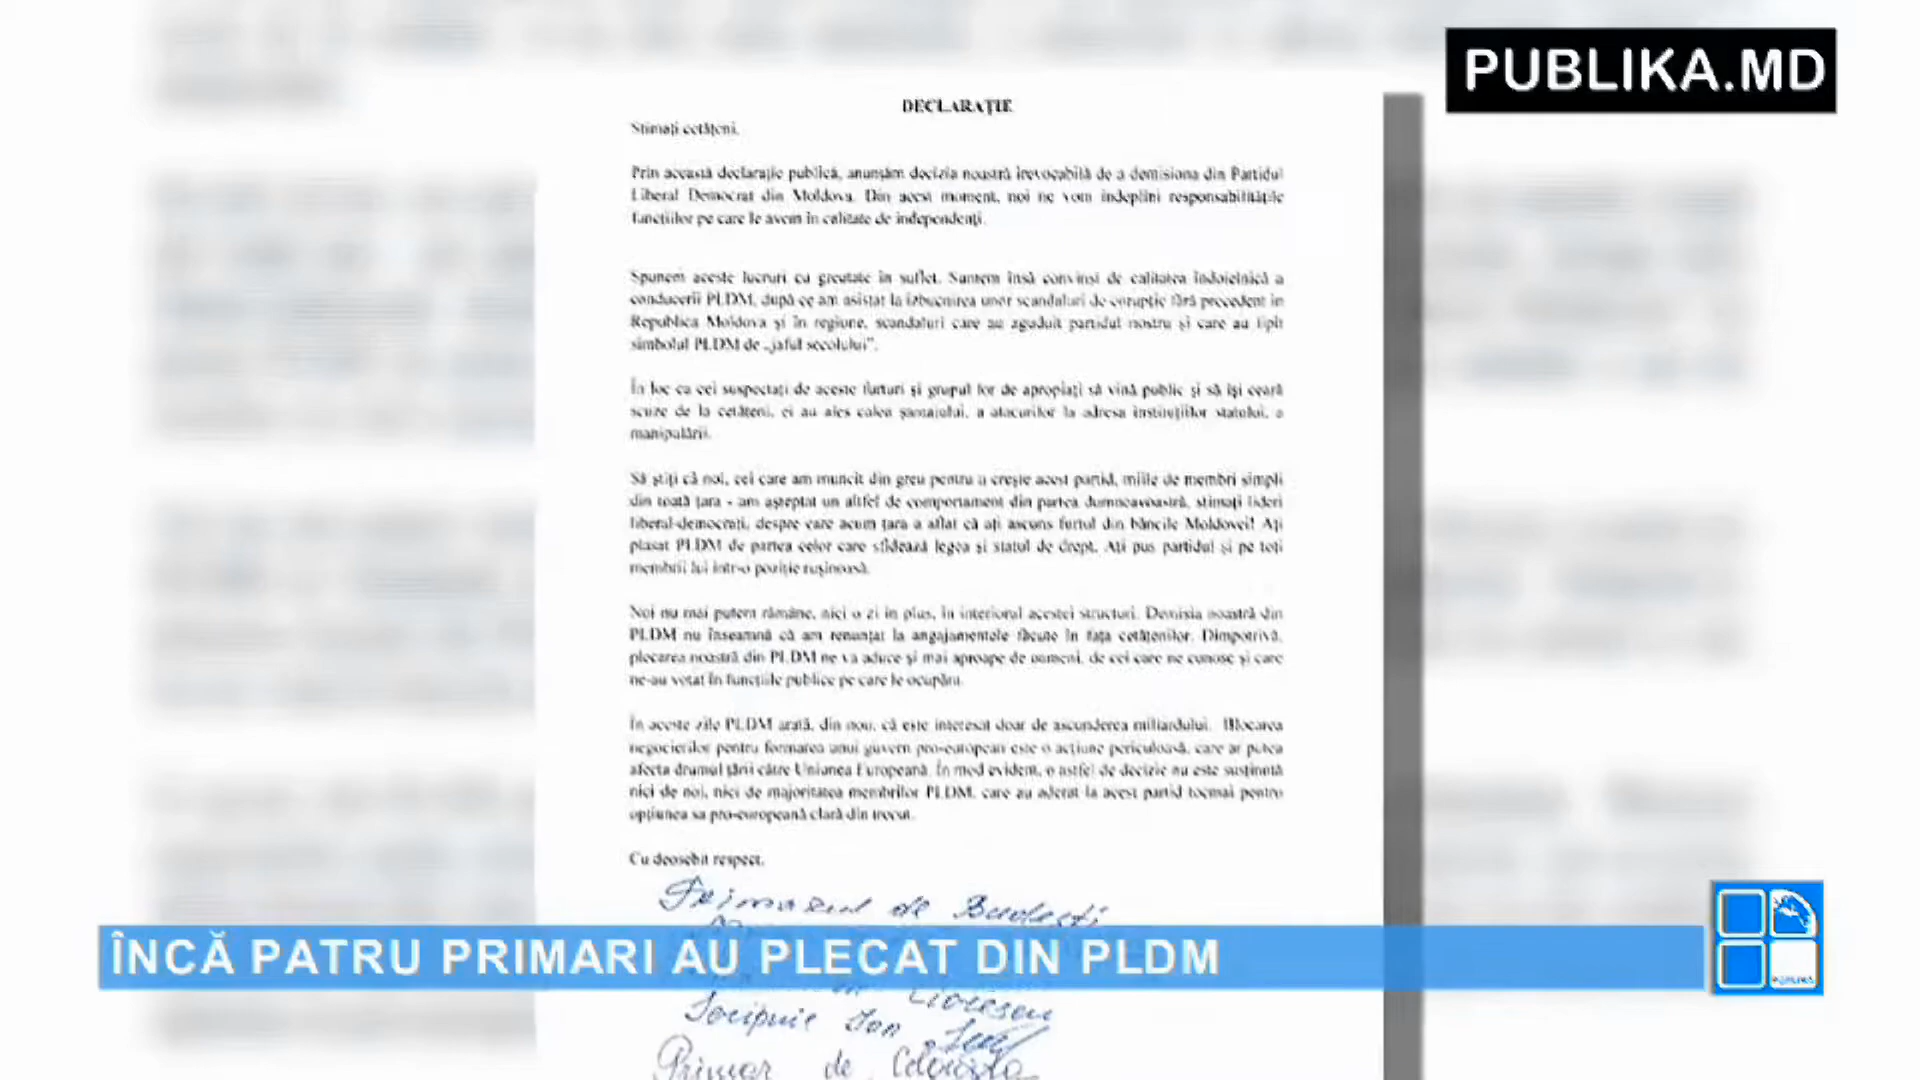 PUBLIKA.MD
DECLARAȚIE
Stimați cetățeni,
Prin această declarație publică, anunțăm decizia noastră irevocabilă de a demisiona din Partidul
Liberal Democrat din Moldova. Din acest moment, noi ne vom îndeplini responsabilitățile
funcțiilor pe care le avem în calitate de independenți.
Spunem aceste lucruri cu greutate în suflet. Suntem însă convinși de calitatea îndoielnică a
conducerii PLDM, după ce am asistat la izbucnirea unor scandaluri de corupție fără precedent în
Republica Moldova și în regiune, scandaluri care au zguduit partidul nostru și care au lipit
simbolul PLDM de „jaful secolului”.
În loc ca cei suspectați de aceste furturi și grupul lor de apropiați să vină public și să își ceară
scuze de la cetățeni, ei au ales calea șantajului, a atacurilor la adresa instituțiilor statului, a
manipulării.
Să știți că noi, cei care am muncit din greu pentru a crește acest partid, miile de membri simpli
din toată țara - am așteptat un altfel de comportament din partea dumneavoastră, stimați lideri
liberal-democrați, despre care acum țara a aflat că ați ascuns furtul din băncile Moldovei! Ați
plasat PLDM de partea celor care sfidează legea și statul de drept. Ați pus partidul și pe toți
membrii lui într-o poziție rușinoasă.
Noi nu mai putem rămâne, nici o zi în plus, în interiorul acestei structuri. Demisia noastră din
PLDM nu înseamnă că am renunțat la angajamentele făcute în fața cetățenilor. Dimpotrivă,
plecarea noastră din PLDM ne va aduce și mai aproape de oameni, de cei care ne cunosc și care
ne-au votat în funcțiile publice pe care le ocupăm.
În aceste zile PLDM arată, din nou, că este interesat doar de ascunderea miliardului. Blocarea
negocierilor pentru formarea unui guvern pro-european este o acțiune periculoasă, care ar putea
afecta drumul țării către Uniunea Europeană. În mod evident, o astfel de decizie nu este susținută
nici de noi, nici de majoritatea membrilor PLDM, care au aderat la acest partid tocmai pentru
opțiunea sa pro-europeană clară din trecut.
Cu deosebit respect,
Primarul de Budești
ÎNCĂ PATRU PRIMARI AU PLECAT DIN PLDM
Ion
Primar de
PUBLIKA